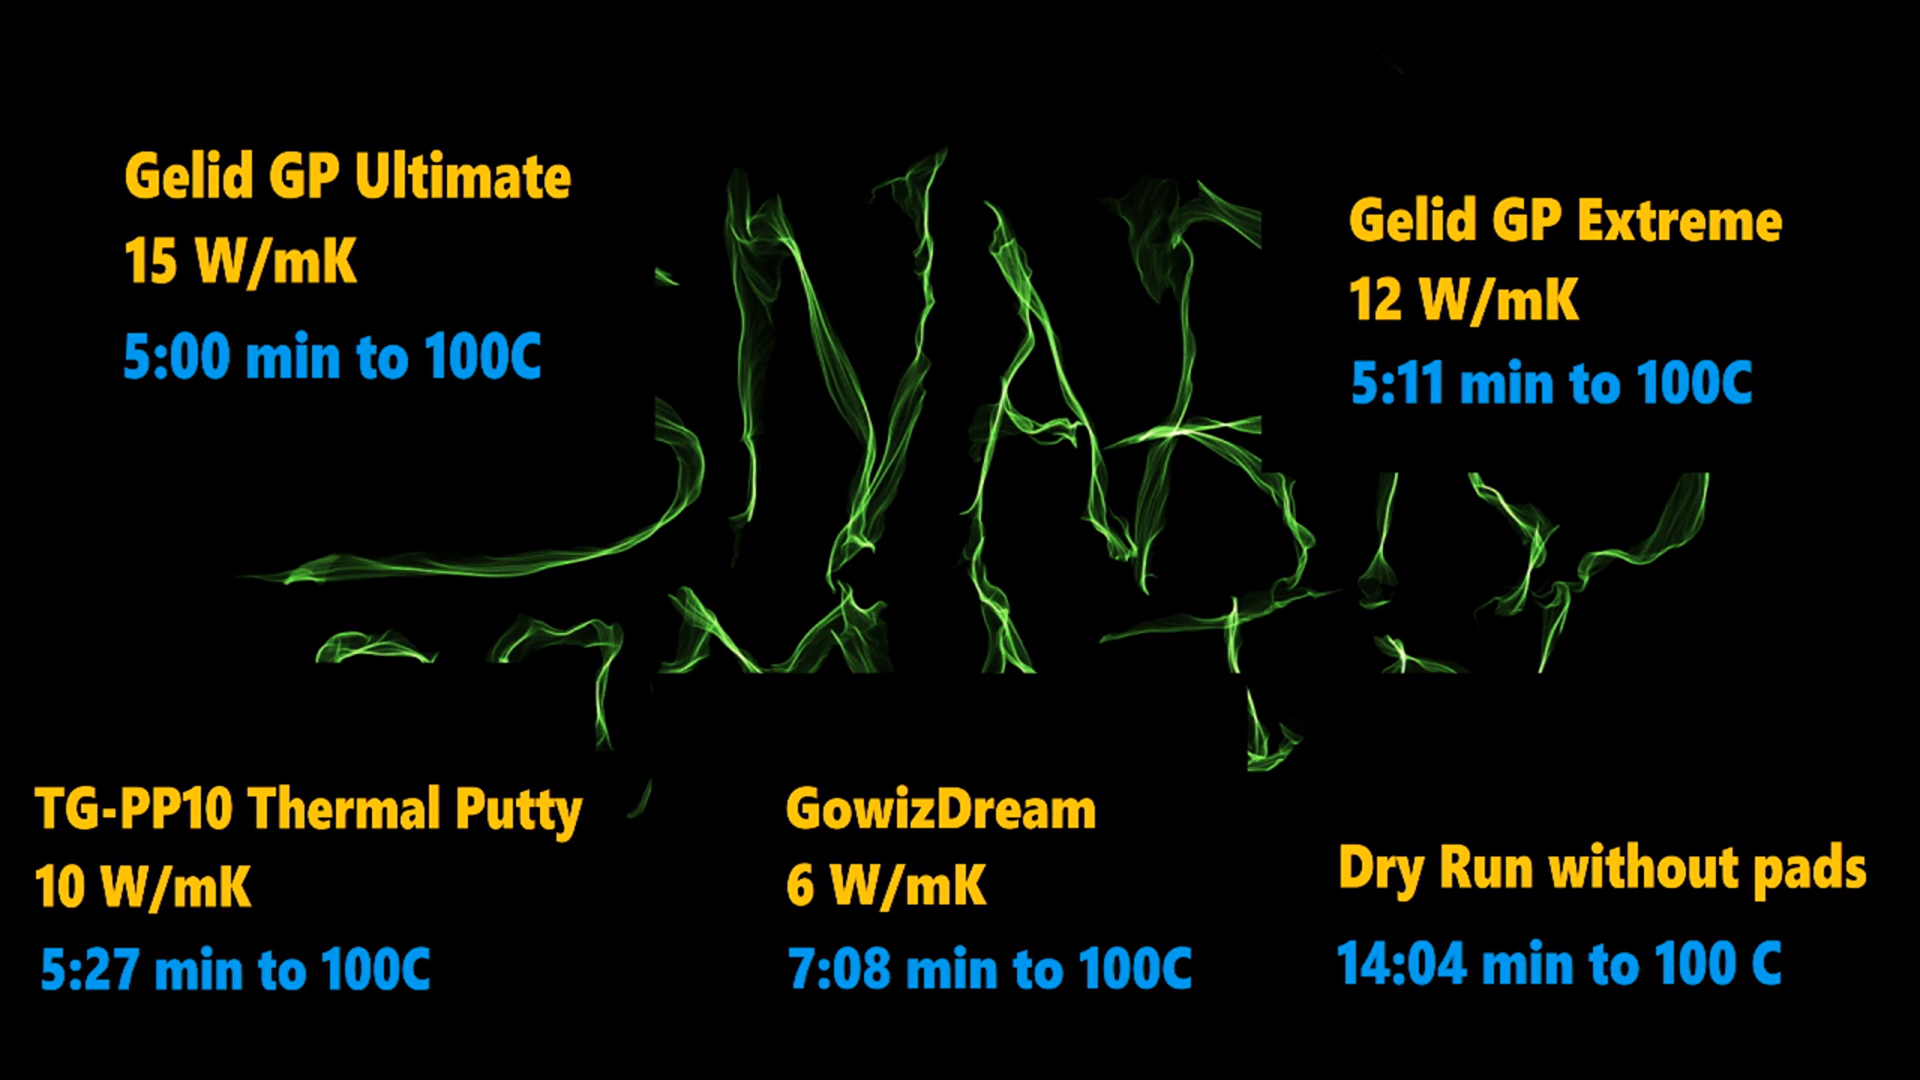 Gelid GP Ultimate
15 W/mK
5:00 min to 100C
Gelid GP Extreme
12 W/mK
5:11 min to 100C
TG-PP10 Thermal Putty
10 W/mK
5:27 min to 100C
GowizDream
6 W/mK
7:08 min to 100C
Dry Run without pads
14:04 min to 100 C